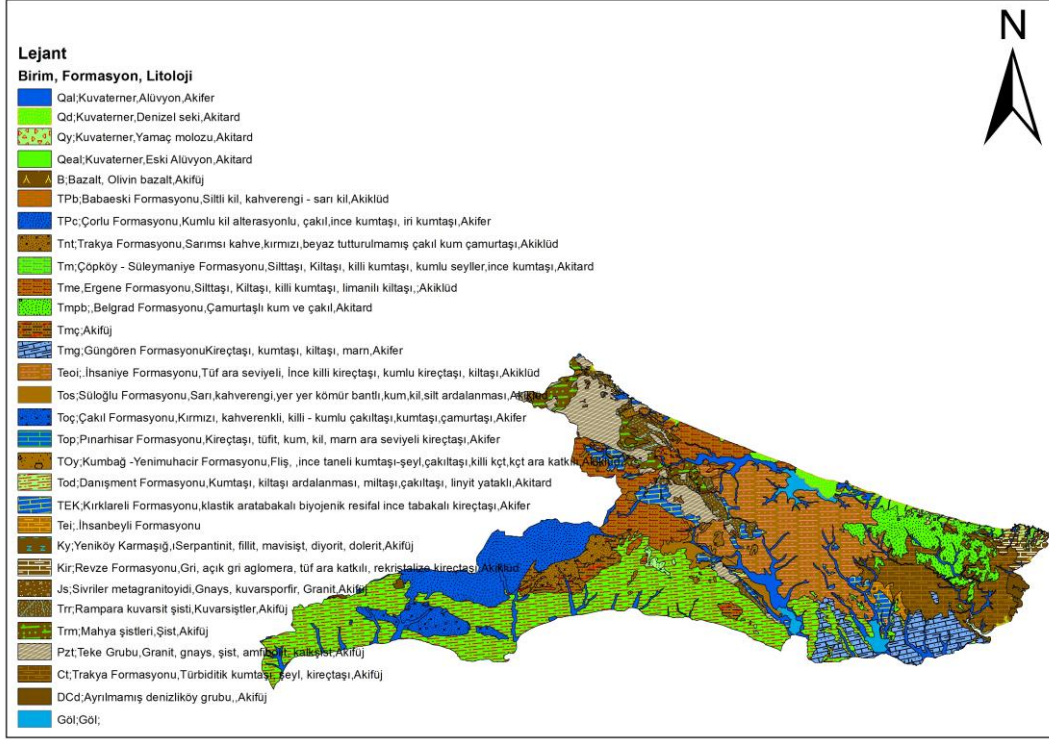 N
Lejant
Birim, Formasyon, Litoloji
Qal;Kuvaterner,Alüvyon,Akifer
Qd;Kuvaterner,Denizel seki,Akitard
Qy;Kuvaterner,Yamaç molozu,Akitard
Qeal;Kuvaterner,Eski Alüvyon,Akitard
B;Bazalt, Olivin bazalt,Akifüj
TPb;Babaeski Formasyonu,Siltli kil, kahverengi - sarı kil,Akiklüd
TPc;Çorlu Formasyonu,Kumlu kil alterasyonlu, çakıl,ince kumtaşı, iri kumtaşı,Akifer
Tnt;Trakya Formasyonu,Sarımsı kahve,kırmızı,beyaz tutturulmamış çakıl kum çamurtaşı,Akiklüd
Tm;Çöpköy - Süleymaniye Formasyonu,Silttaşı, Kiltaşı, killi kumtaşı, kumlu seyller,ince kumtaşı,Akitard
Tme,Ergene Formasyonu,Silttaşı, Kiltaşı, killi kumtaşı, limanılı kiltaşı,;Akiklüd
Tmpb;,Belgrad Formasyonu,Çamurtaşlı kum ve çakıl,Akitard
Tmç;Akifüj
Tmg;Güngören FormasyonuKireçtaşı, kumtaşı, kiltaşı, marn,Akifer
Teoi;.İhsaniye Formasyonu,Tüf ara seviyeli, İnce killi kireçtaşı, kumlu kireçtaşı, kiltaşı,Akiklüd
Tos;Süloğlu Formasyonu,Sarı,kahverengi,yer yer kömür bantlı,kum,kil,silt ardalanması,Akiklüd
Toç;Çakıl Formasyonu,Kırmızı, kahverenkli, killi - kumlu çakıltaşı,kumtaşı,çamurtaşı,Akifer
Top;Pınarhisar Formasyonu,Kireçtaşı, tüfit, kum, kil, marn ara seviyeli kireçtaşı,Akifer
TOy;Kumbağ -Yenimuhacir Formasyonu,Fliş, ,ince taneli kumtaşı-şeyl,çakıltaşı,killi kçt,kçt ara katkılı,Akiklüd
Tod;Danışment Formasyonu,Kumtaşı, kiltaşı ardalanması, miltaşı,çakıltaşı, linyit yataklı,Akitard
TEK;Kırklareli Formasyonu,klastik aratabakalı biyojenik resifal ince tabakalı kireçtaşı,Akifer
Tei;.İhsanbeyli Formasyonu
Ky;Yeniköy Karmaşığ,ıSerpantinit, fillit, mavisişt, diyorit, dolerit,Akifüj
Kir;Revze Formasyonu,Gri, açık gri aglomera, tüf ara katkılı, rekristalize kireçtaşı,Akiklüd
Js;Sivriler metagranitoyidi,Gnays, kuvarsporfir, Granit,Akifüj
Trr;Rampara kuvarsit şisti,Kuvarsiştler,Akifüj
Trm;Mahya şistleri,Şist,Akifüj
Pzt;Teke Grubu,Granit, gnays, şist, amfibolit, kalkşist,Akifüj
Ct;Trakya Formasyonu,Türbiditik kumtaşı, şeyl, kireçtaşı,Akifüj
DCd;Ayrılmamış denizliköy grubu,,Akifüj
Göl;Göl;